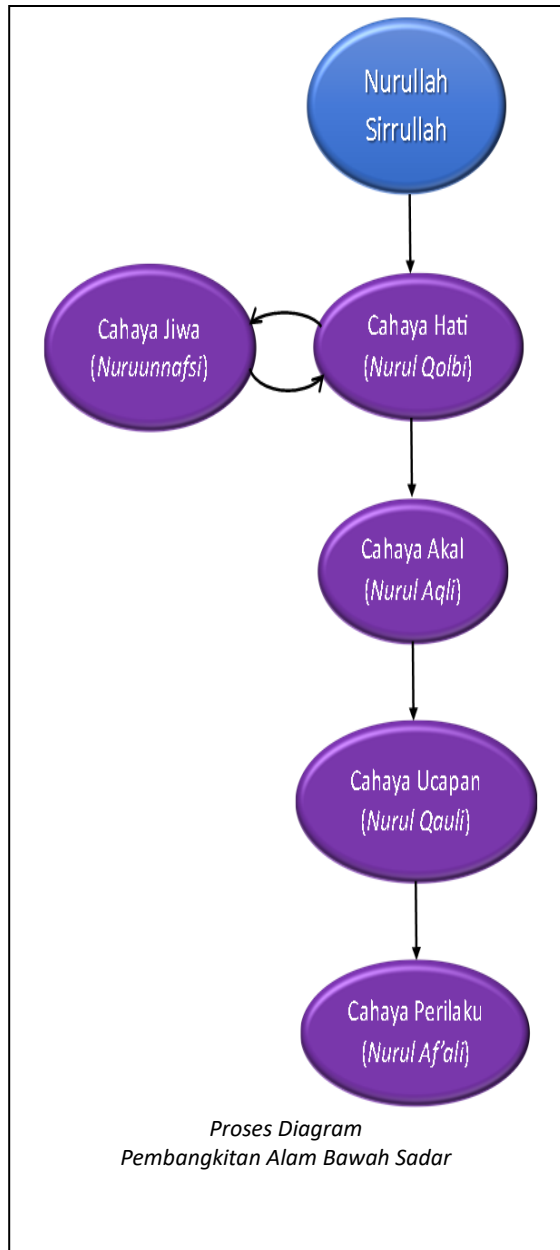 Nurullah
Sirrullah
Cahaya Jiwa
(Nuruunnafsi)
Cahaya Hati
(Nurul Qolbi)
Cahaya Akal
(Nurul Aqli)
Cahaya Ucapan
(Nurul Qauli)
Cahaya Perilaku
(Nurul Af'ali)
Proses Diagram
Pembangkitan Alam Bawah Sadar